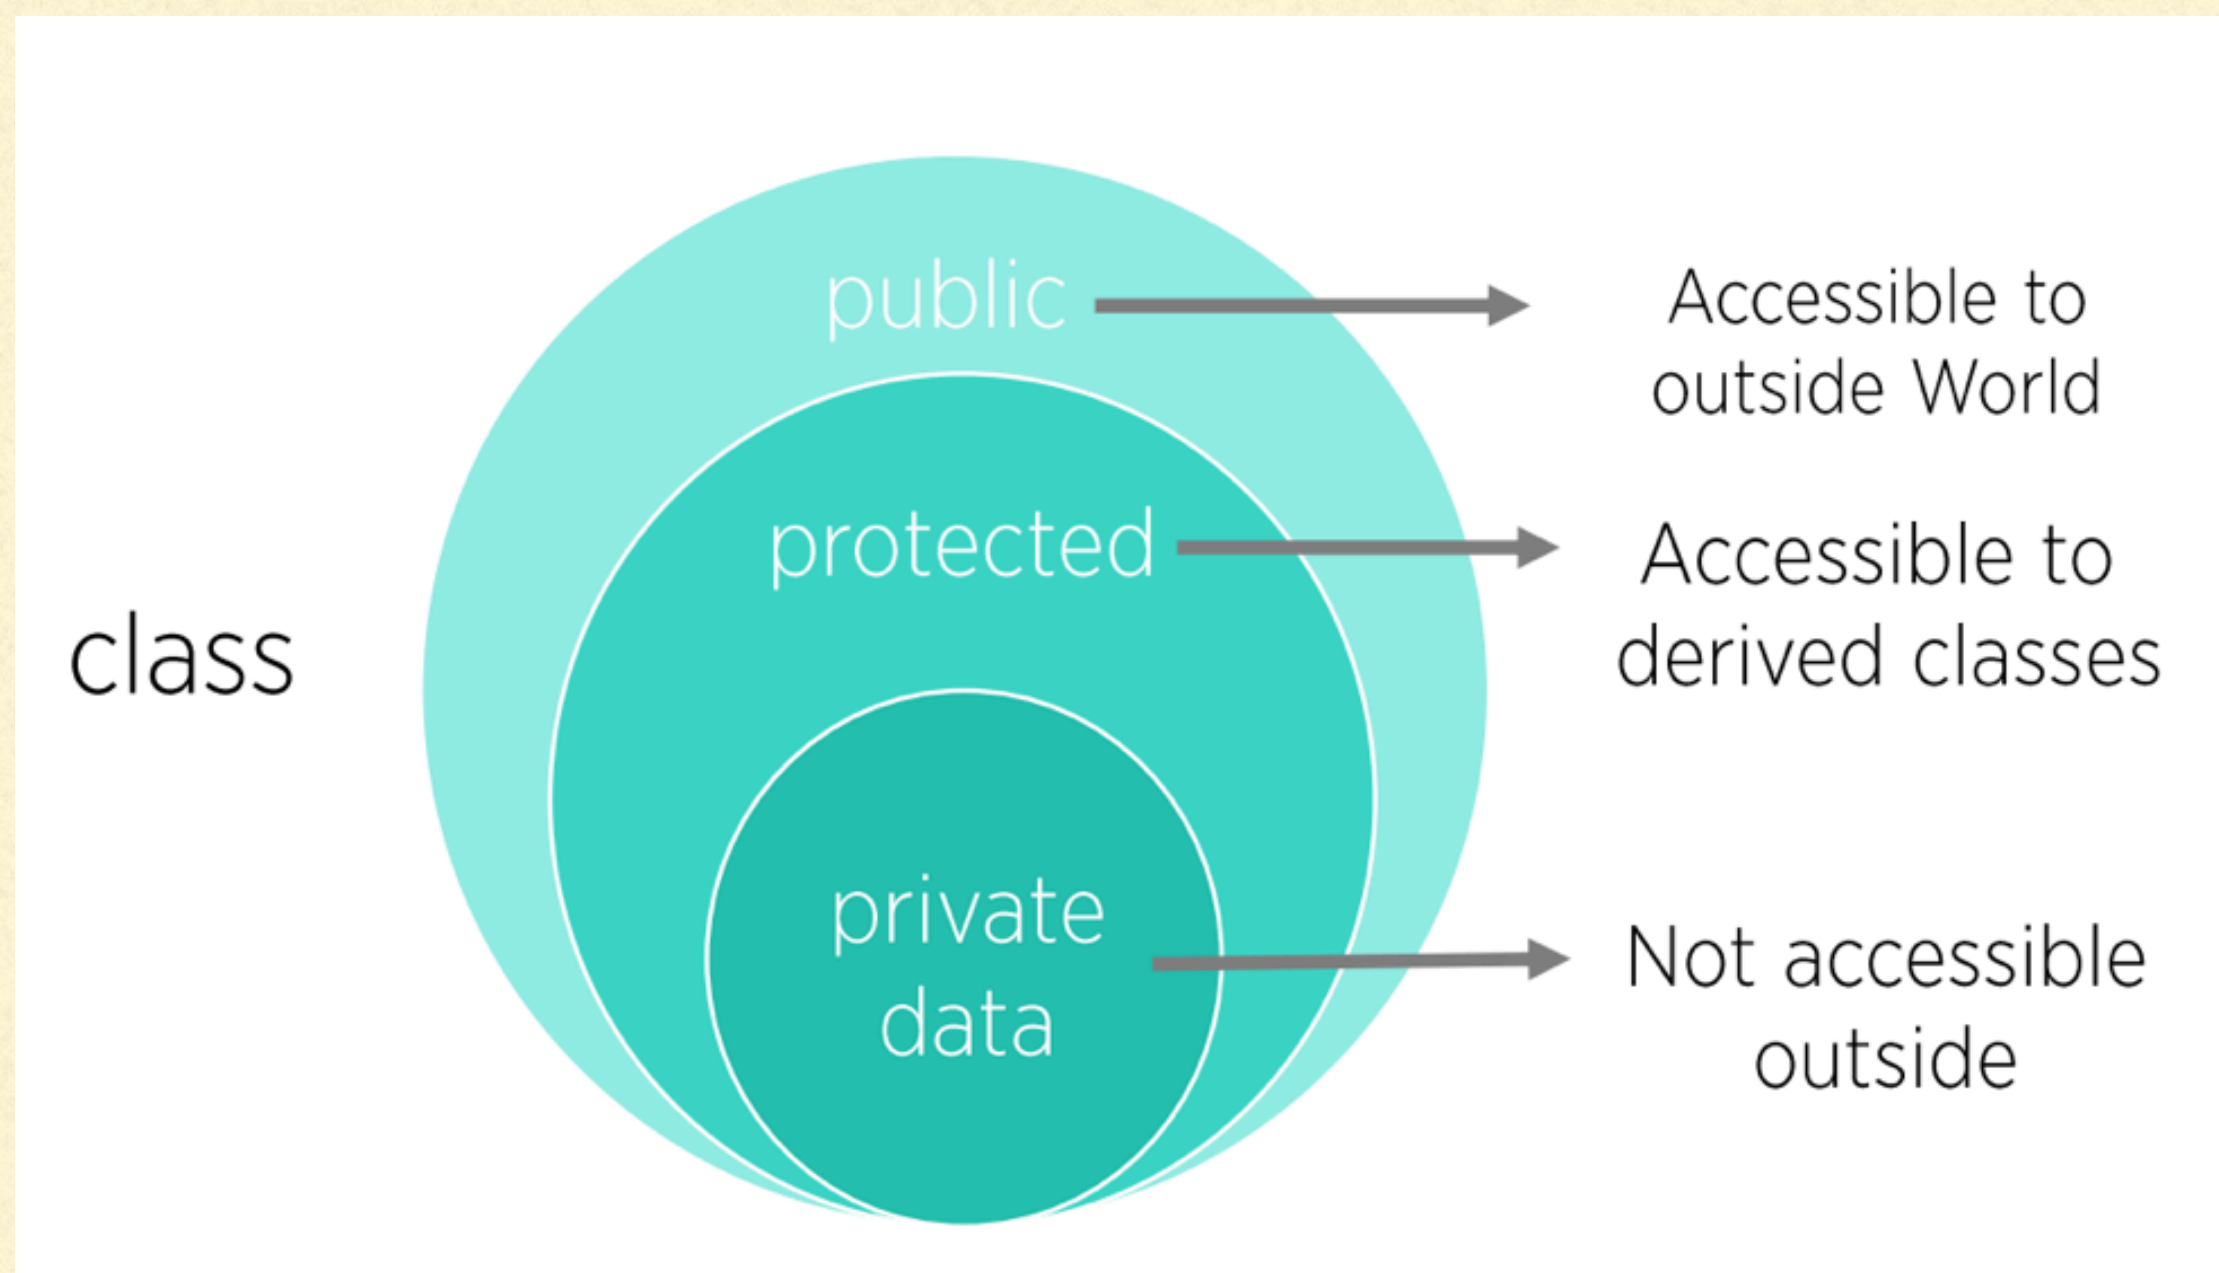 public
Accessible to
outside World
protected
Accessible to
derived classes
class
private
data
Not accessible
outside